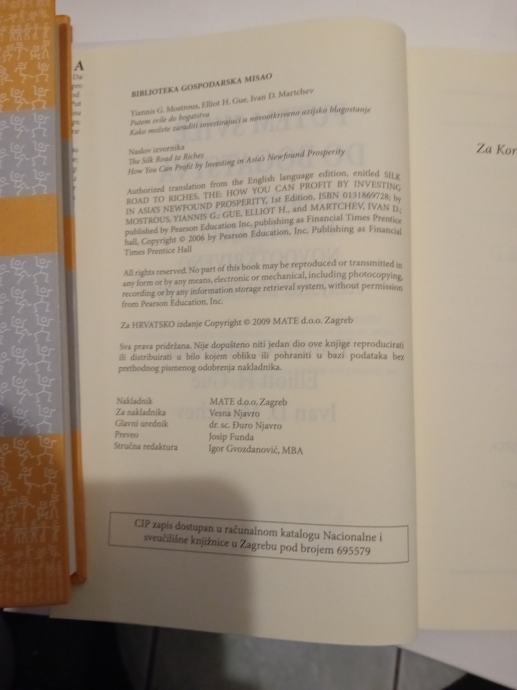 BIBLIOTEKA GOSPODARSKA MISAO
Yiannis G. Mostrous, Elliot H. Gue, Ivan D. Martchev
Putem svile do bogatstva
Kako možete zaraditi investirajući u novootkriveno azijsko blagostanje
Naslov izvornika
The Silk Road to Riches
How You Can Profit by Investing in Asia's Newfound Prosperity
Authorized translation from the English language edition, entitled SILK
ROAD TO RICHES, THE: HOW YOU CAN PROFIT BY INVESTING
IN ASIA'S NEWFOUND PROSPERITY, 1st Edition, ISBN 0131869728; by
MOSTROUS, YIANNIS G.; GUE, ELLIOT H., and MARTCHEV, IVAN D.;
published by Pearson Education Inc, publishing as Financial Times Prentice
hall, Copyright © 2006 by Pearson Education, Inc. Publishing as Financial
Times Prentice Hall
All rights reserved. No part of this book may be reproduced or transmitted in
any form or by any means, electronic or mechanical, including photocopying,
recording or by any information storage retrieval system, without permission
from Pearson Education, Inc.
Za HRVATSKO izdanje Copyright © 2009 MATE d.o.o. Zagreb
Sva prava pridržana. Nije dopušteno niti jedan dio ove knjige reproducirati
ili distribuirati u bilo kojem obliku ili pohraniti u bazi podataka bez
prethodnog pismenog odobrenja nakladnika.
Nakladnik MATE d.o.o. Zagreb
Za nakladnika Vesna Njavro
Glavni urednik dr. sc. Đuro Njavro
Preveo Josip Funda
Stručna redaktura Igor Gvozdanović, MBA
CIP zapis dostupan u računalnom katalogu Nacionalne i
sveučilišne knjižnice u Zagrebu pod brojem 695579
Za Kor